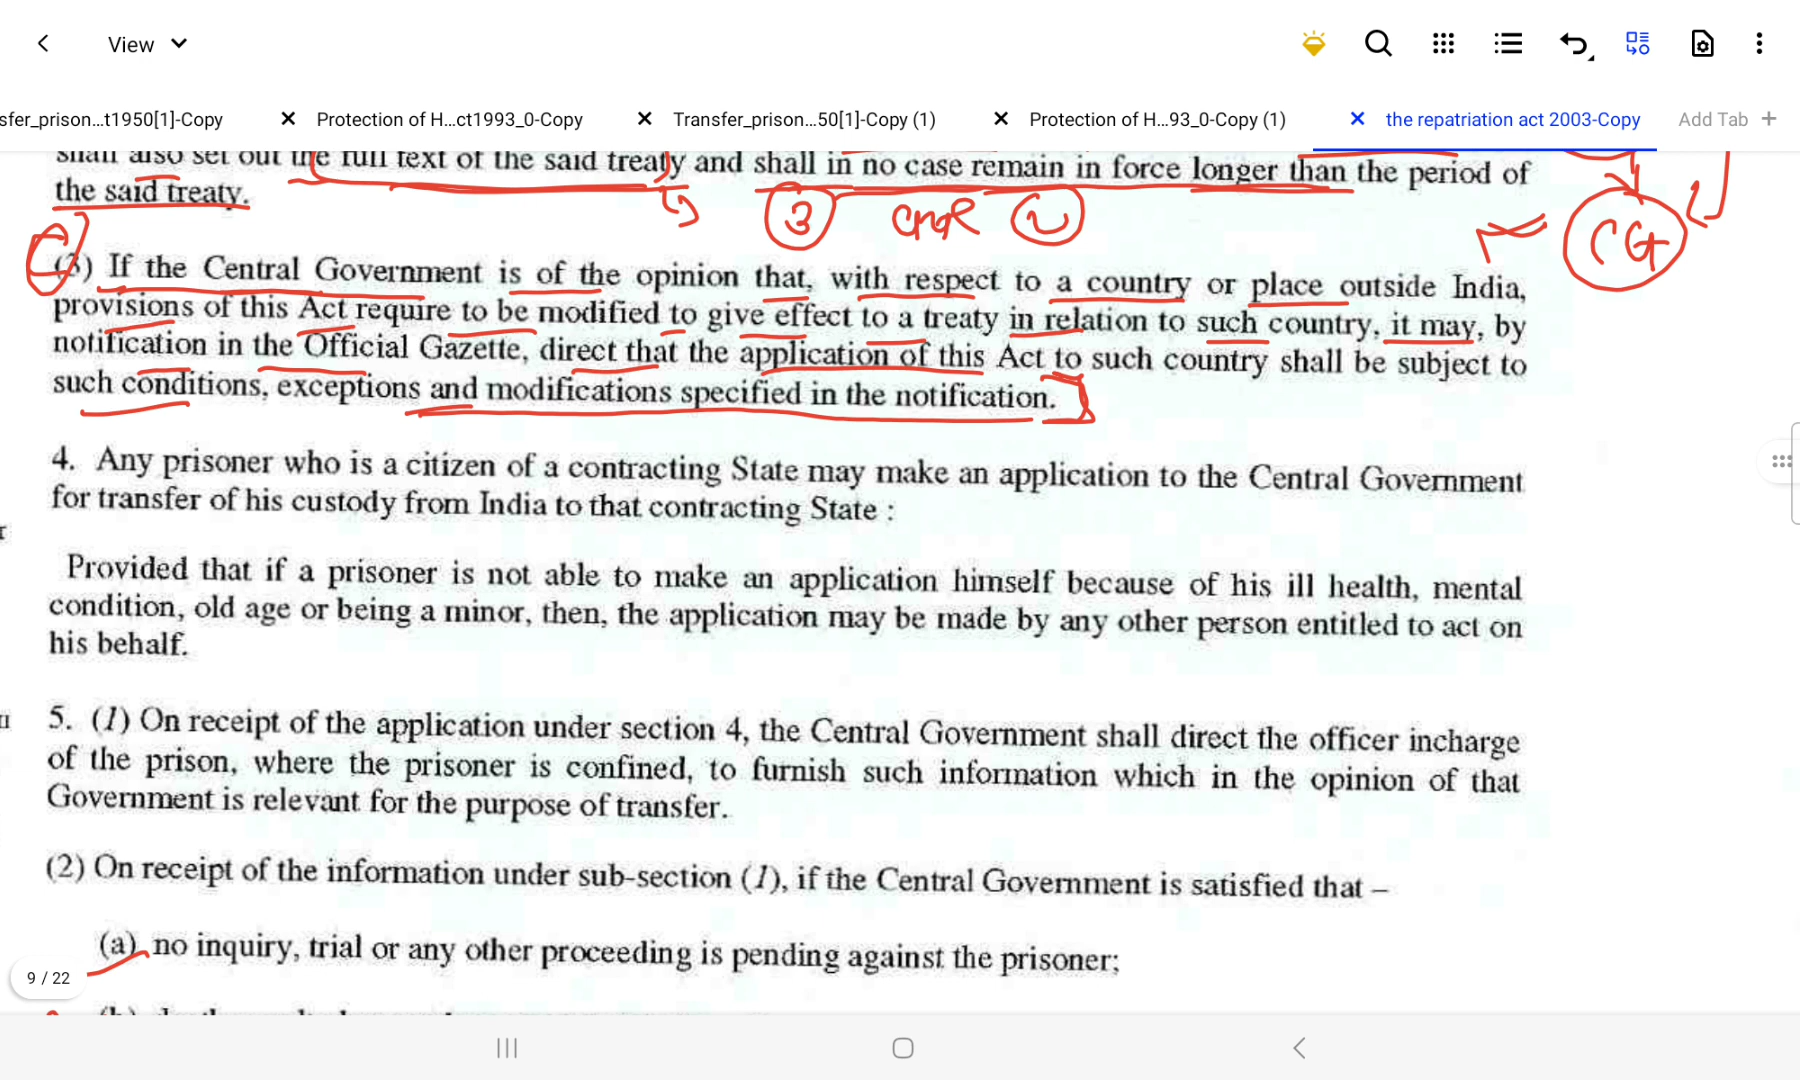 View
sfer_prison...t1950[1]-Copy
Protection of H...ct1993_0-Copy
Transfer_prison...50[1]-Copy (1)
Protection of H...93_0-Copy (1)
the repatriation act 2003-Copy
Add Tab +
shall also set out the full text of the said treaty and shall in no case remain in force longer than the period of
the said treaty.
3
CG
(3) If the Central Government is of the opinion that, with respect to a country or place outside India,
provisions of this Act require to be modified to give effect to a treaty in relation to such country, it may, by
notification in the Official Gazette, direct that the application of this Act to such country shall be subject to
such conditions, exceptions and modifications specified in the notification.
4. Any prisoner who is a citizen of a contracting State may make an application to the Central Government
for transfer of his custody from India to that contracting State :
Provided that if a prisoner is not able to make an application himself because of his ill health, mental
condition, old age or being a minor, then, the application may be made by any other person entitled to act on
his behalf.
5. (1) On receipt of the application under section 4, the Central Government shall direct the officer incharge
of the prison, where the prisoner is confined, to furnish such information which in the opinion of that
Government is relevant for the purpose of transfer.
(2) On receipt of the information under sub-section (1), if the Central Government is satisfied that –
(a) no inquiry, trial or any other proceeding is pending against the prisoner;
9 / 22